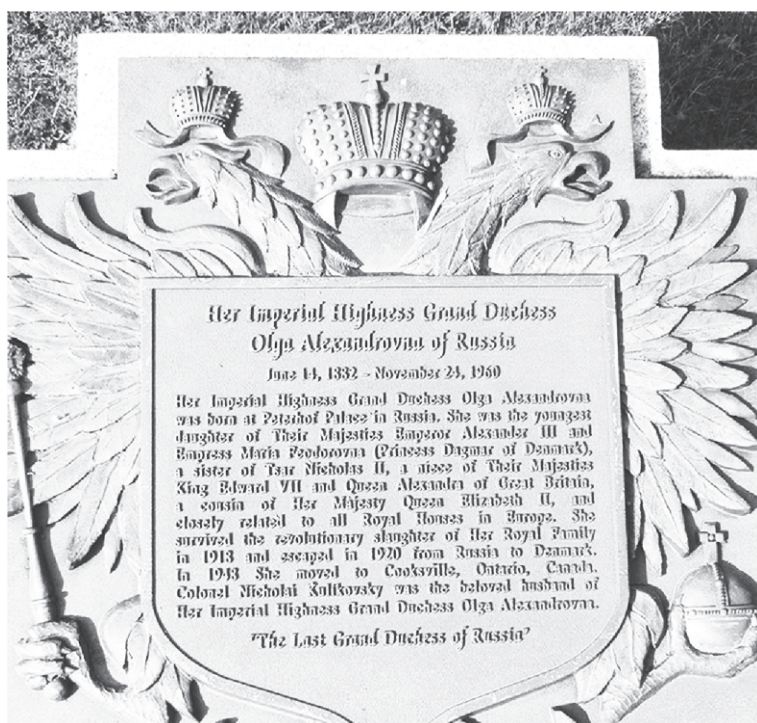 Her Imperial Highness Grand Duchess
Olga Alexandrovna of Russia
June 14, 1882 - November 24, 1960
Her Imperial Highness Grand Duchess Olga Alexandrovna
was born at Peterhof Palace in Russia. She was the youngest
daughter of Their Majesties Emperor Alexander III and
Empress Maria Feodorovna (Princess Dagmar of Denmark),
a sister of Tsar Nicholas II, a niece of Their Majesties
King Edward VII and Queen Alexandra of Great Britain,
a cousin of Her Majesty Queen Elizabeth II, and
closely related to all Royal Houses in Europe. She
survived the revolutionary slaughter of Her Royal Family
in 1918 and escaped in 1920 from Russia to Denmark.
In 1948 She moved to Cooksville, Ontario, Canada.
Colonel Nicholai Kulikovsky was the beloved husband of
Her Imperial Highness Grand Duchess Olga Alexandrovna.
"The Last Grand Duchess of Russia"